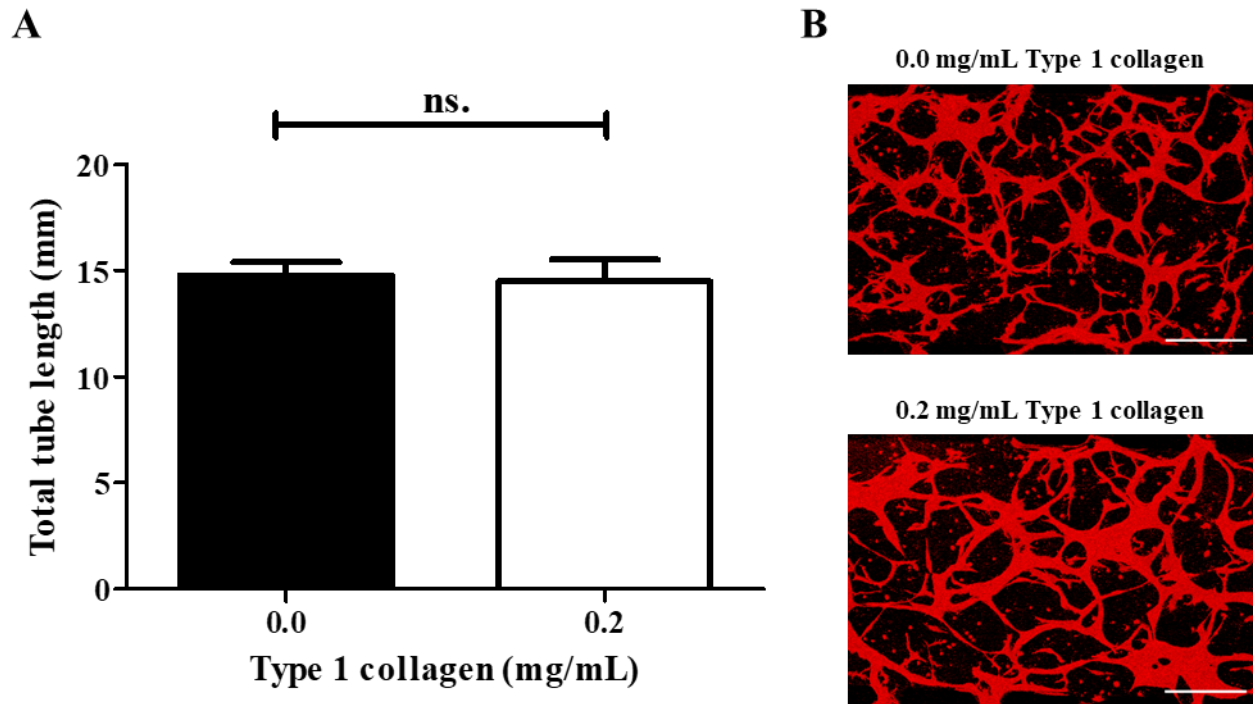 A
ns.
20
15
10
5
0
Total tube length (mm)
0.0
0.2
Type 1 collagen (mg/mL)
B
0.0 mg/mL Type 1 collagen
0.2 mg/mL Type 1 collagen